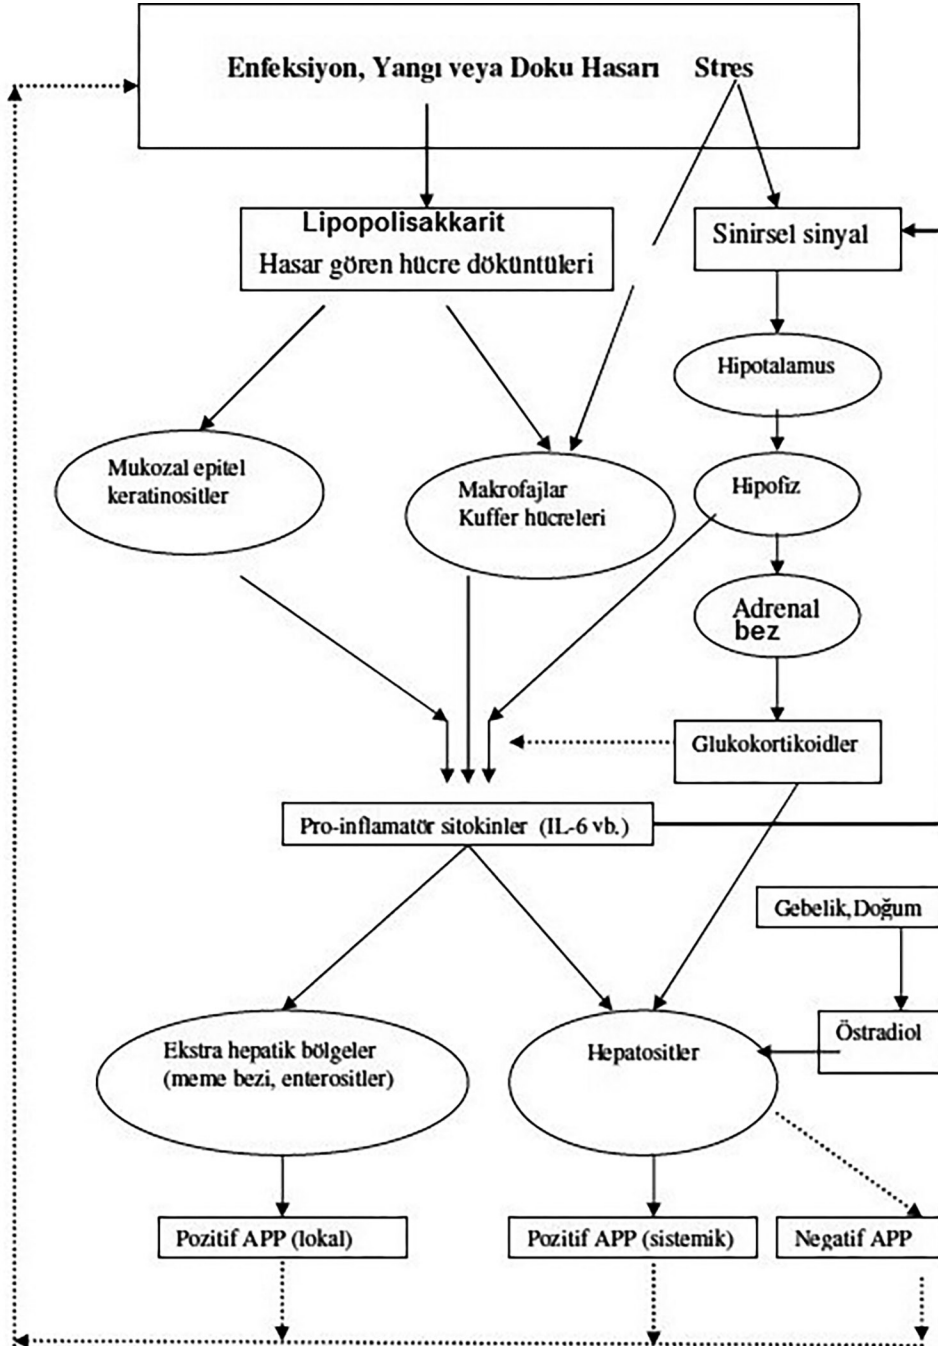 Enfeksiyon, Yangı veya Doku Hasarı Stres
Lipopolisakkarit
Hasar gören hücre döküntüleri
Sinirsel sinyal
Hipotalamus
Mukozal epitel
keratinositler
Makrofajlar
Kuffer hücreleri
Hipofiz
Adrenal
bez
Glukokortikoidler
Pro-inflamatör sitokinler (IL-6 vb.)
Gebelik,Doğum
Östradiol
Ekstra hepatik bölgeler
(meme bezi, enterositler)
Hepatositler
Pozitif APP (lokal)
Pozitif APP (sistemik)
Negatif APP